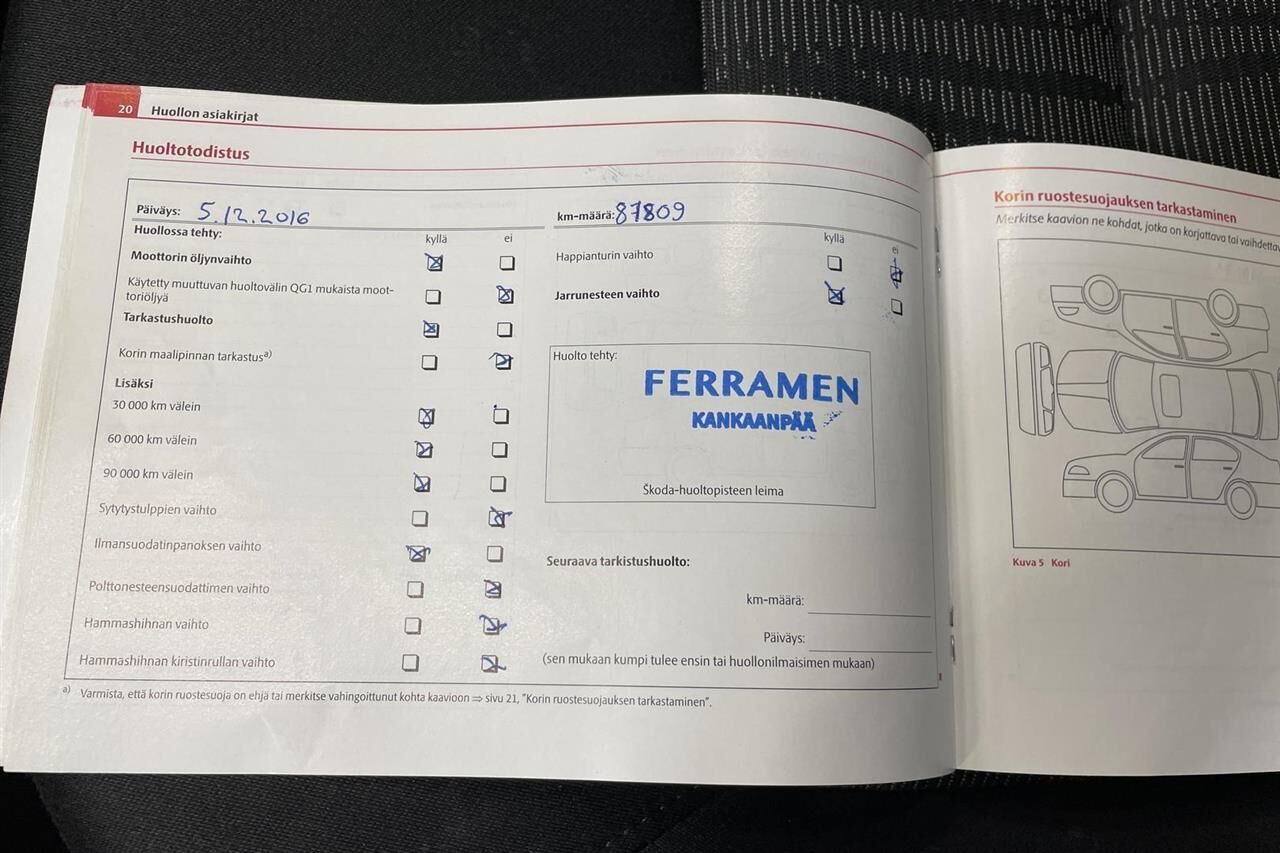 20 Huollon asiakirjat
Huoltotodistus
Päiväys: 5.12.2016
Huollossa tehty:
kyllä ei
Moottorin öljynvaihto
Käytetty muuttuvan huoltovälin QG1 mukaista moot-
toriöljyä
Tarkastushuolto
Korin maalipinnan tarkastusa)
Lisäksi
30 000 km välein
60 000 km välein
90 000 km välein
Sytytystulppien vaihto
Ilmansuodatinpanoksen vaihto
Polttonesteensuodattimen vaihto
Hammashihnan vaihto
Hammashihnan kiristinrullan vaihto
km-määrä: 87809
kyllä ei
Happianturin vaihto
Jarrunesteen vaihto
Huolto tehty:
FERRAMEN
KANKAANPÄÄ
Škoda-huoltopisteen leima
Seuraava tarkistushuolto:
km-määrä:
Päiväys:
(sen mukaan kumpi tulee ensin tai huollonilmaisimen mukaan)
a) Varmista, että korin ruostesuoja on ehjä tai merkitse vahingoittunut kohta kaavioon ⇒ sivu 21, "Korin ruostesuojauksen tarkastaminen".
Korin ruostesuojauksen tarkastaminen
Merkitse kaavion ne kohdat, jotka on korjattava tai vaihdettav
Kuva 5 Kori